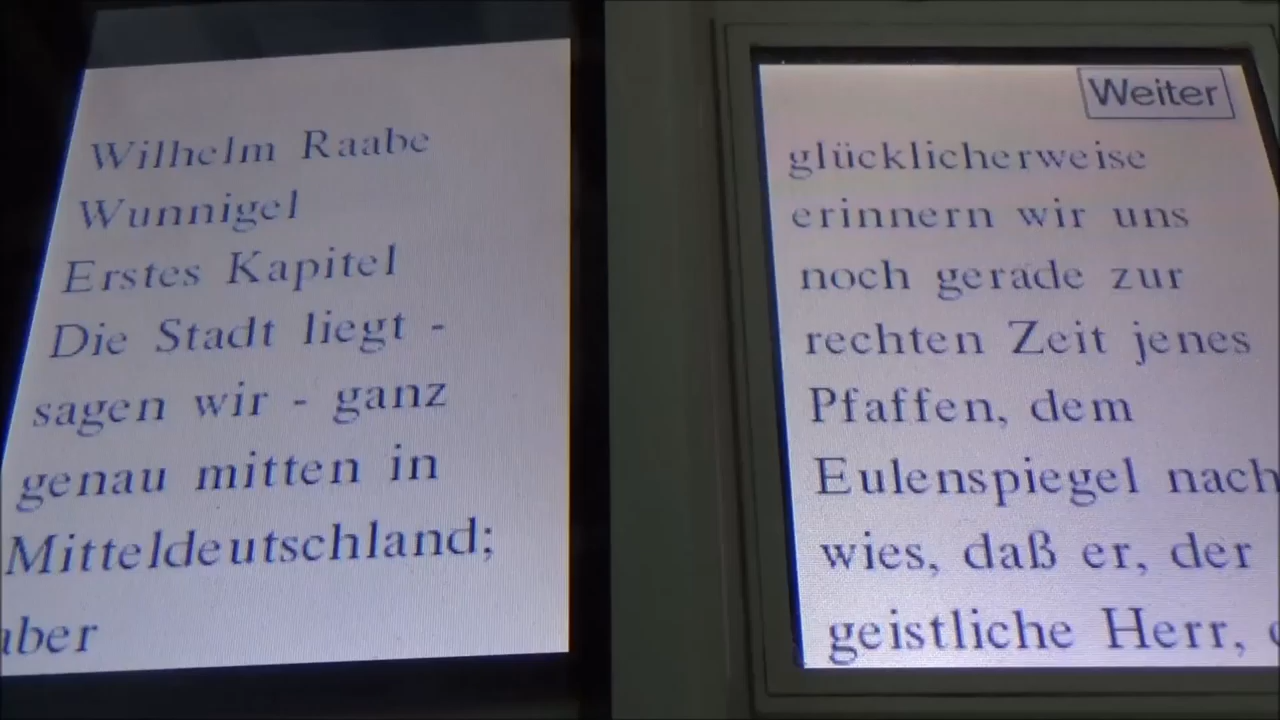 Wilhelm Raabe
Wunnigel
Erstes Kapitel
Die Stadt liegt -
sagen wir - ganz
genau mitten in
Mitteldeutschland;
aber
Weiter
glücklicherweise
erinnern wir uns
noch gerade zur
rechten Zeit jenes
Pfaffen, dem
Eulenspiegel nach
wies, daß er, der
geistliche Herr,